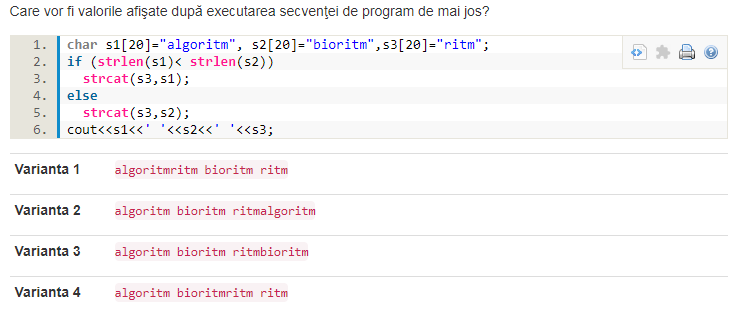 Care vor fi valorile afişate după executarea secvenţei de program de mai jos?
1. char s1[20]="algoritm", s2[20]="bioritm",s3[20]="ritm";
2. if (strlen(s1)< strlen(s2))
3. strcat(s3,s1);
4. else
5. strcat(s3,s2);
6. cout<<s1<<' '<<s2<<' '<<s3;
Varianta 1 algoritmritm bioritm ritm
Varianta 2 algoritm bioritm ritmalgoritm
Varianta 3 algoritm bioritm ritmbioritm
Varianta 4 algoritm bioritmritm ritm